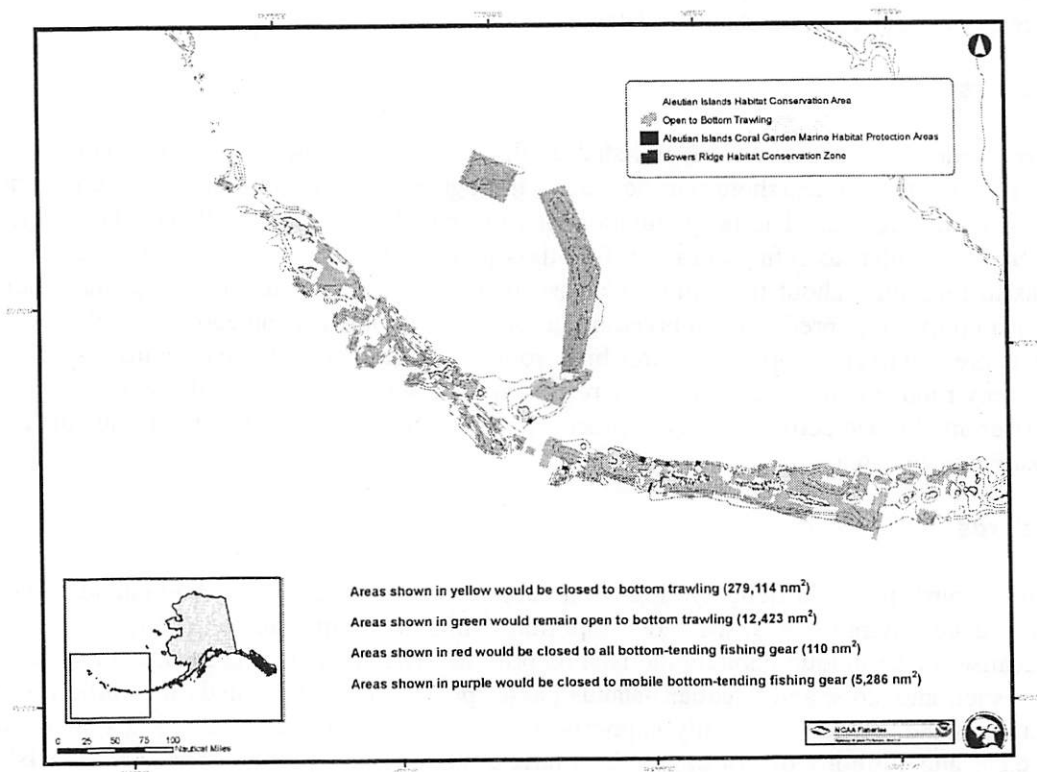 Aleutian Islands Habitat Conservation Area
Open to Bottom Trawling
Aleutian Islands Coral Garden Marine Habitat Protection Areas
Bowers Ridge Habitat Conservation Zone
Areas shown in yellow would be closed to bottom trawling (279,114 nm²)
Areas shown in green would remain open to bottom trawling (12,423 nm²)
Areas shown in red would be closed to all bottom-tending fishing gear (110 nm²)
Areas shown in purple would be closed to mobile bottom-tending fishing gear (5,286 nm²)
0 25 50 75 100
Nautical Miles
NOAA Fisheries